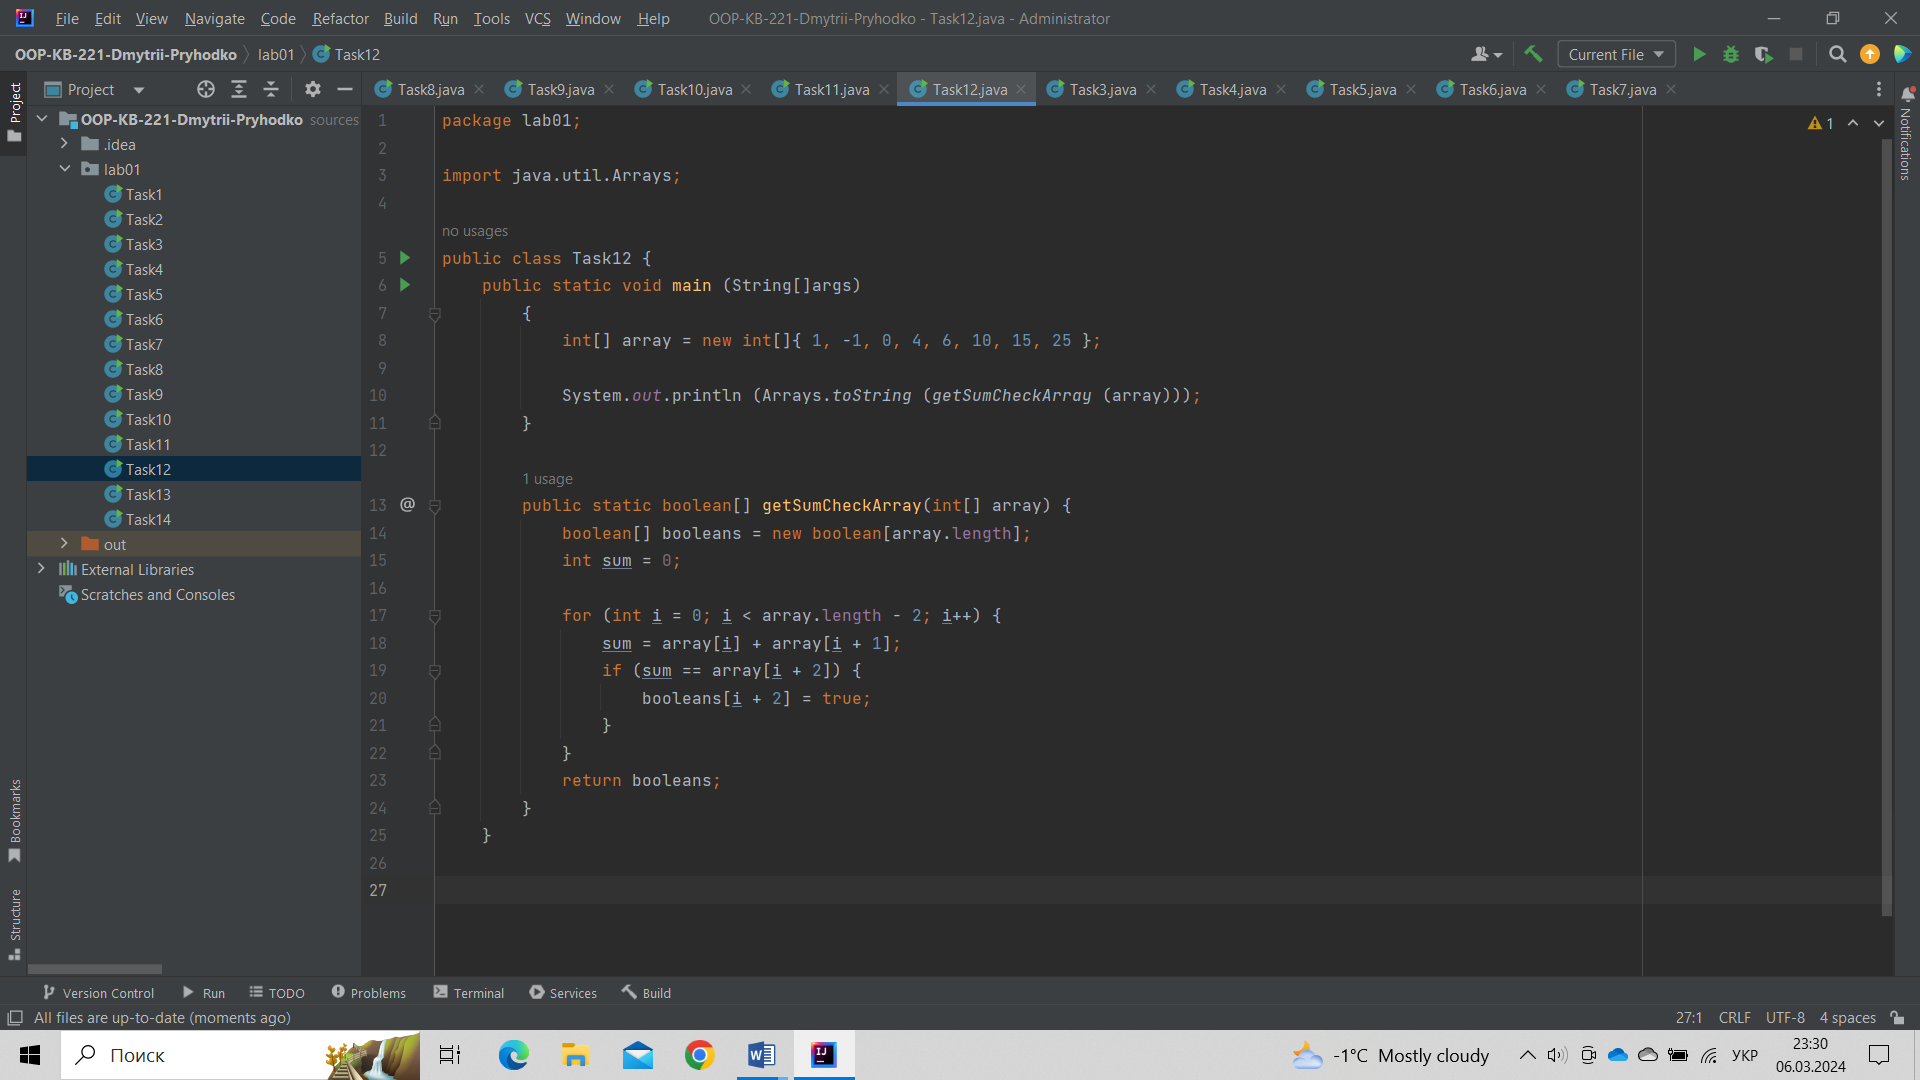 File Edit View Navigate Code Refactor Build Run Tools VCS Window Help OOP-KB-221-Dmytrii-Pryhodko - Task12.java - Administrator
OOP-KB-221-Dmytrii-Pryhodko lab01 Task12 Current File
Project Task8.java Task9.java Task10.java Task11.java Task12.java Task3.java Task4.java Task5.java Task6.java Task7.java
Project
Notifications
OOP-KB-221-Dmytrii-Pryhodko sources
.idea
lab01
Task1
Task2
Task3
Task4
Task5
Task6
Task7
Task8
Task9
Task10
Task11
Task12
Task13
Task14
out
External Libraries
Scratches and Consoles
Bookmarks
Structure
1
1 package lab01;
2
3 import java.util.Arrays;
4
no usages
5 public class Task12 {
6 public static void main (String[]args)
7 {
8 int[] array = new int[]{ 1, -1, 0, 4, 6, 10, 15, 25 };
9
10 System.out.println (Arrays.toString (getSumCheckArray (array)));
11 }
12
1 usage
13 @ public static boolean[] getSumCheckArray(int[] array) {
14 boolean[] booleans = new boolean[array.length];
15 int sum = 0;
16
17 for (int i = 0; i < array.length - 2; i++) {
18 sum = array[i] + array[i + 1];
19 if (sum == array[i + 2]) {
20 booleans[i + 2] = true;
21 }
22 }
23 return booleans;
24 }
25 }
26
27
Version Control Run TODO Problems Terminal Services Build
All files are up-to-date (moments ago) 27:1 CRLF UTF-8 4 spaces
Поиск -1°C Mostly cloudy УКР 23:30
06.03.2024